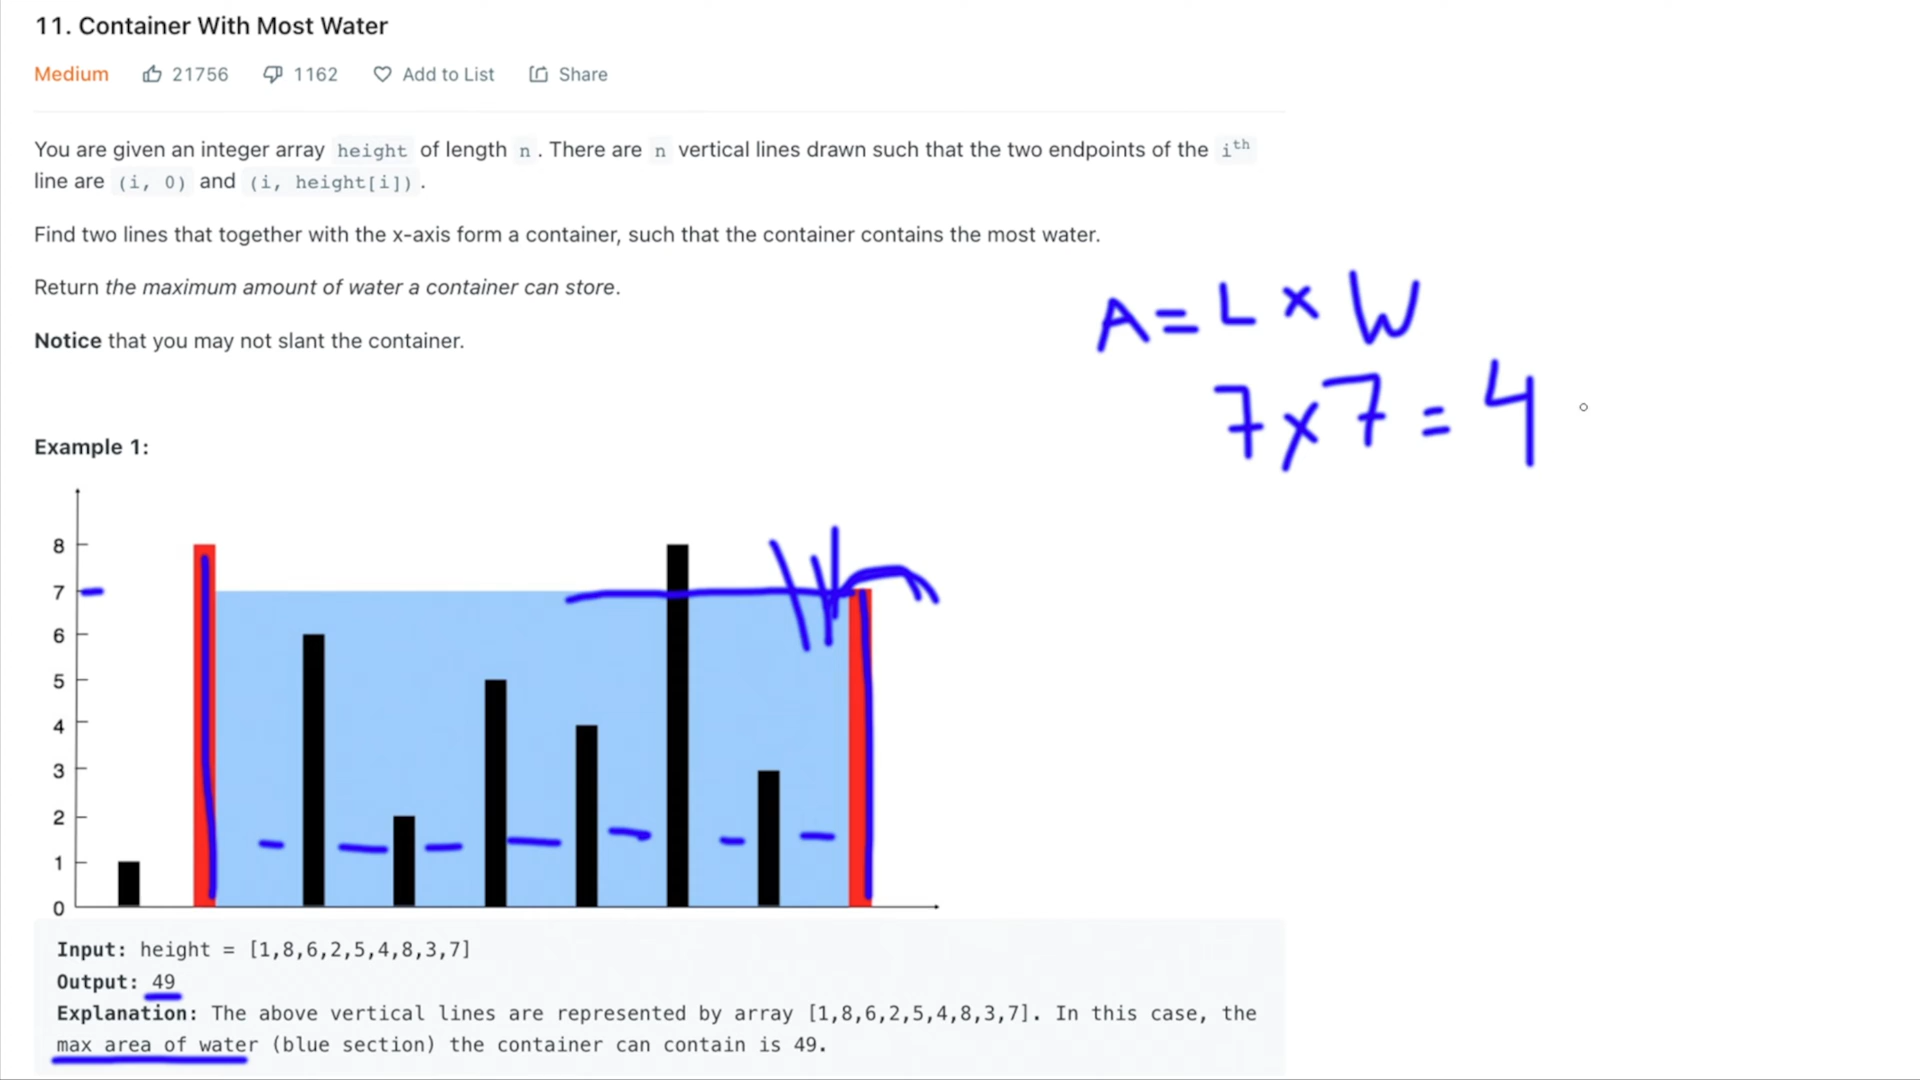 11. Container With Most Water
Medium 21756 1162 Add to List Share
You are given an integer array height of length n . There are n vertical lines drawn such that the two endpoints of the ith
line are (i, 0) and (i, height[i]) .
Find two lines that together with the x-axis form a container, such that the container contains the most water.
Return the maximum amount of water a container can store.
Notice that you may not slant the container.
A = L × W
7 × 7 = 4
Example 1:
8
7
6
5
4
3
2
1
0
Input: height = [1,8,6,2,5,4,8,3,7]
Output: 49
Explanation: The above vertical lines are represented by array [1,8,6,2,5,4,8,3,7]. In this case, the
max area of water (blue section) the container can contain is 49.